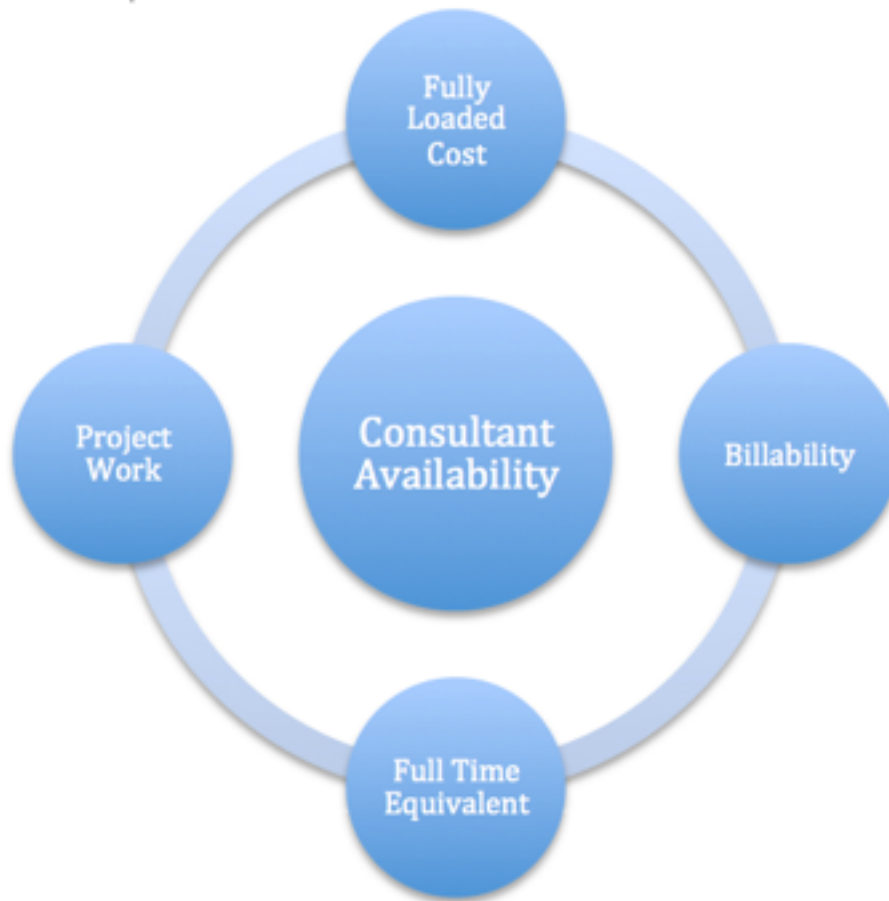 Fully
Loaded
Cost
Project
Work
Consultant
Availability
Billability
Full Time
Equivalent